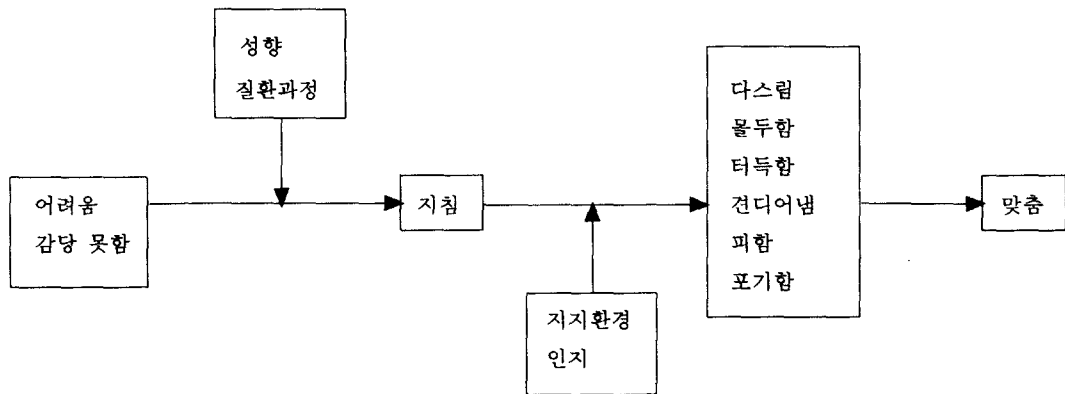 성향
질환과정
어려움
감당 못함
지침
지지환경
인지
다스림
몰두함
터득함
견디어냄
피함
포기함
맞춤